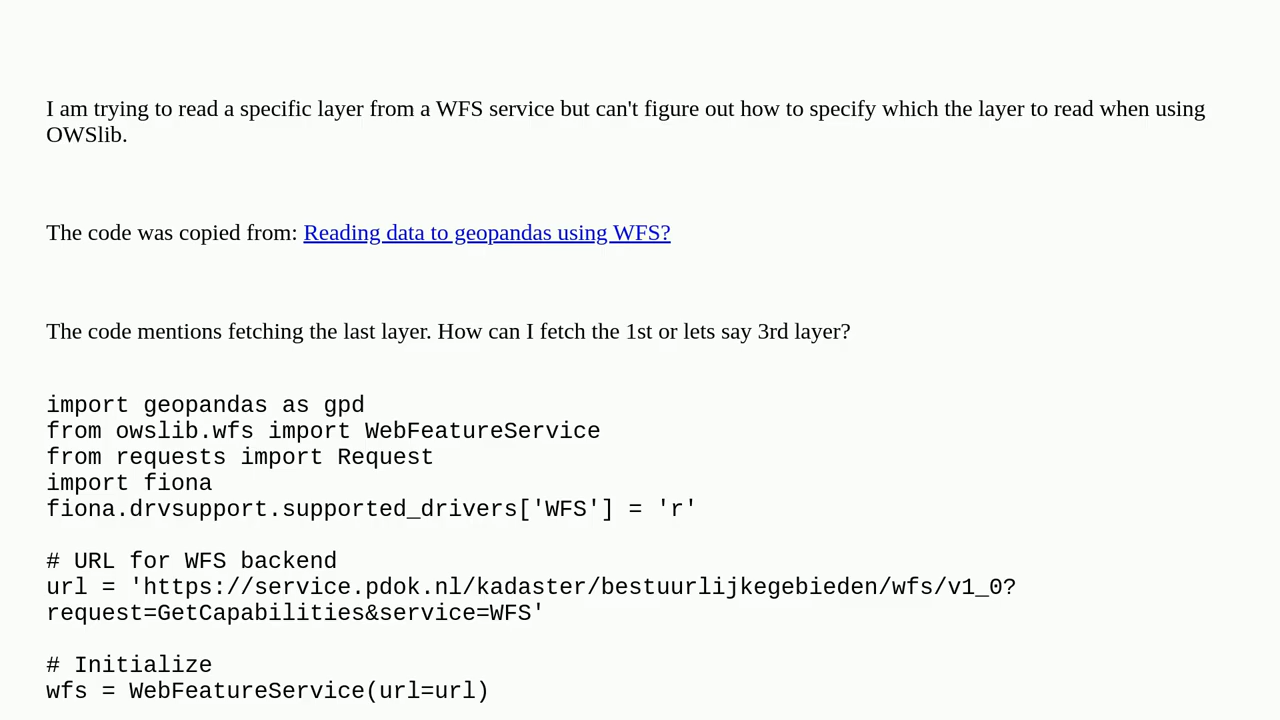 I am trying to read a specific layer from a WFS service but can't figure out how to specify which the layer to read when using
OWSlib.
The code was copied from: Reading data to geopandas using WFS?
The code mentions fetching the last layer. How can I fetch the 1st or lets say 3rd layer?
import geopandas as gpd
from owslib.wfs import WebFeatureService
from requests import Request
import fiona
fiona.drvsupport.supported_drivers['WFS'] = 'r'
# URL for WFS backend
url = 'https://service.pdok.nl/kadaster/bestuurlijkegebieden/wfs/v1_0?
request=GetCapabilities&service=WFS'
# Initialize
wfs = WebFeatureService(url=url)